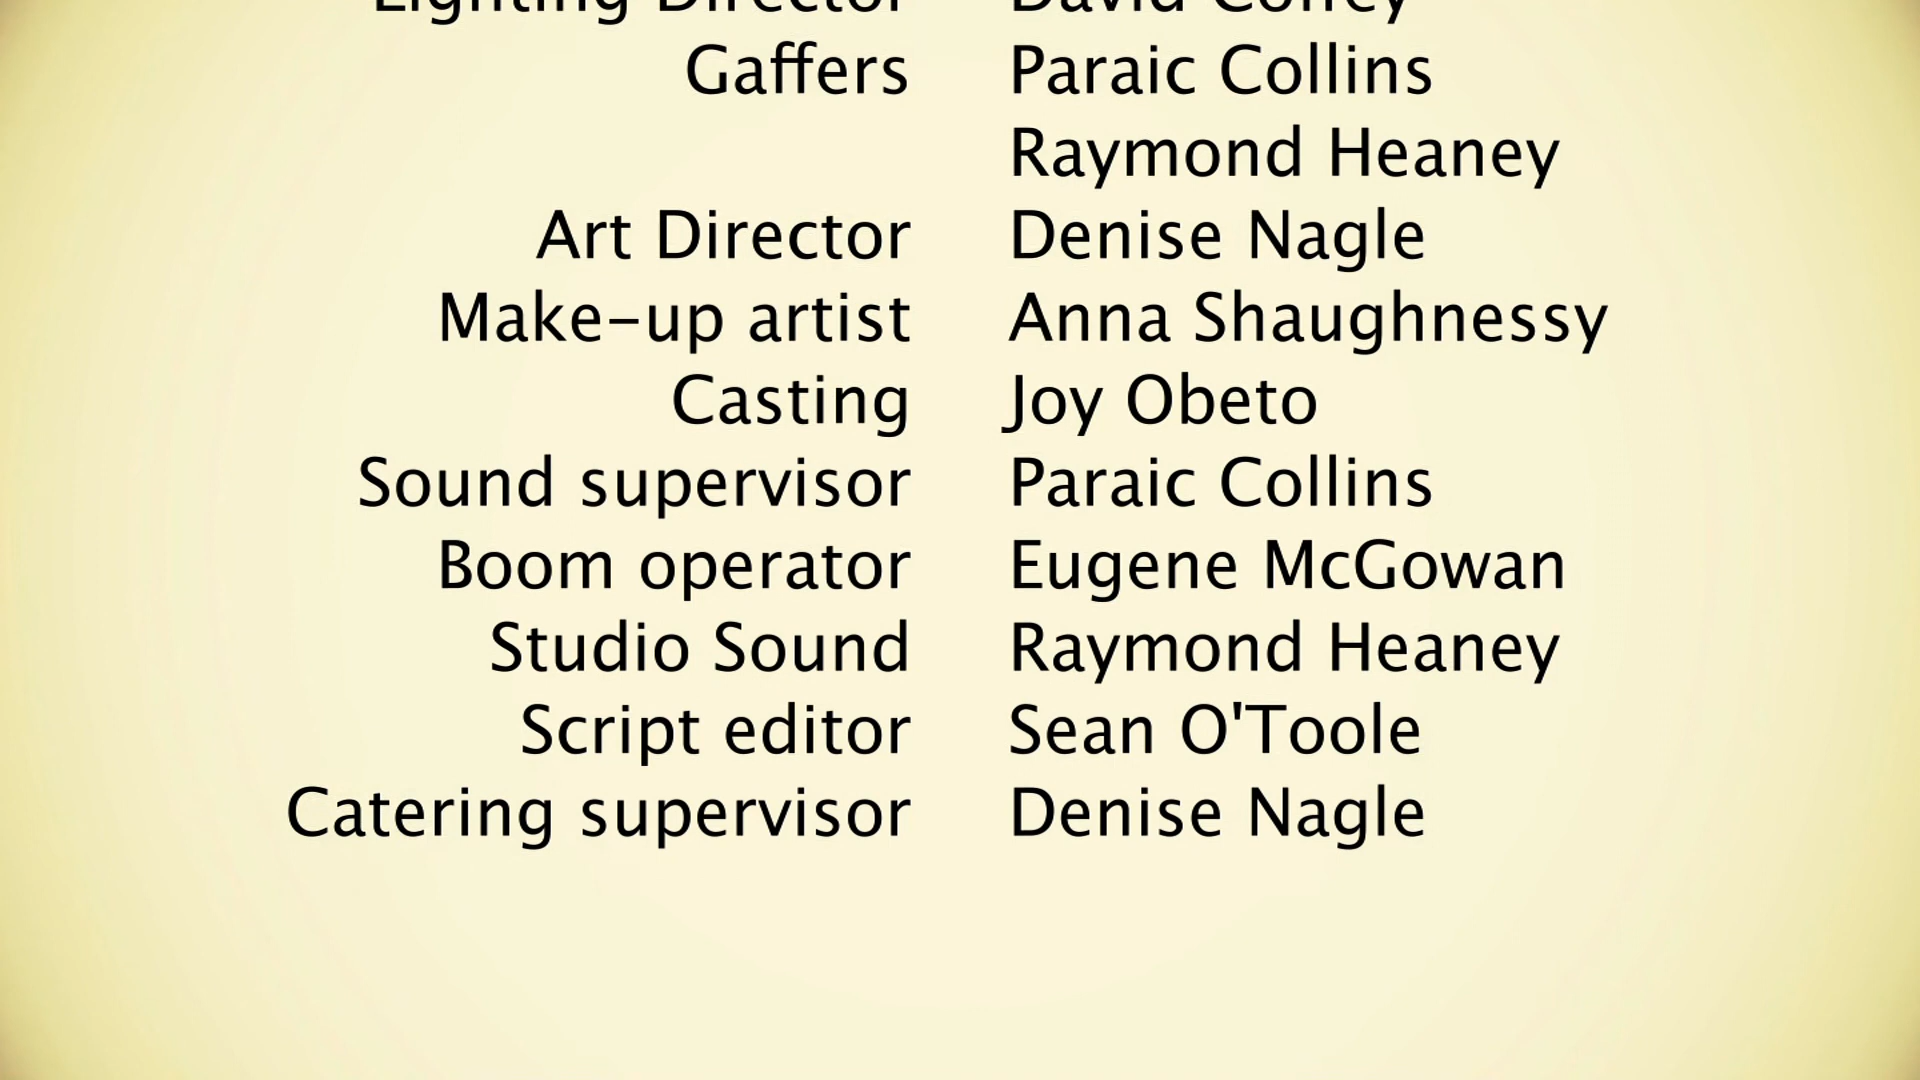 Lighting Director David Coffey
Gaffers Paraic Collins
Raymond Heaney
Art Director Denise Nagle
Make-up artist Anna Shaughnessy
Casting Joy Obeto
Sound supervisor Paraic Collins
Boom operator Eugene McGowan
Studio Sound Raymond Heaney
Script editor Sean O'Toole
Catering supervisor Denise Nagle